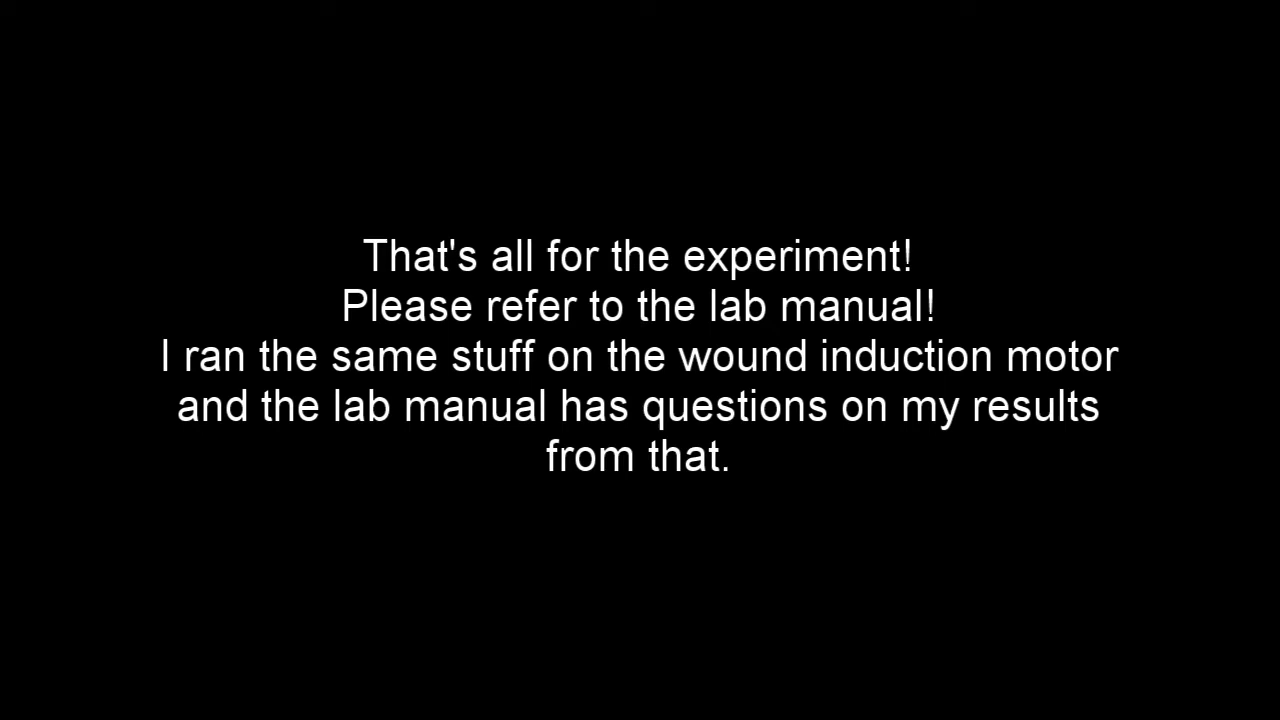 That's all for the experiment!
Please refer to the lab manual!
I ran the same stuff on the wound induction motor
and the lab manual has questions on my results
from that.